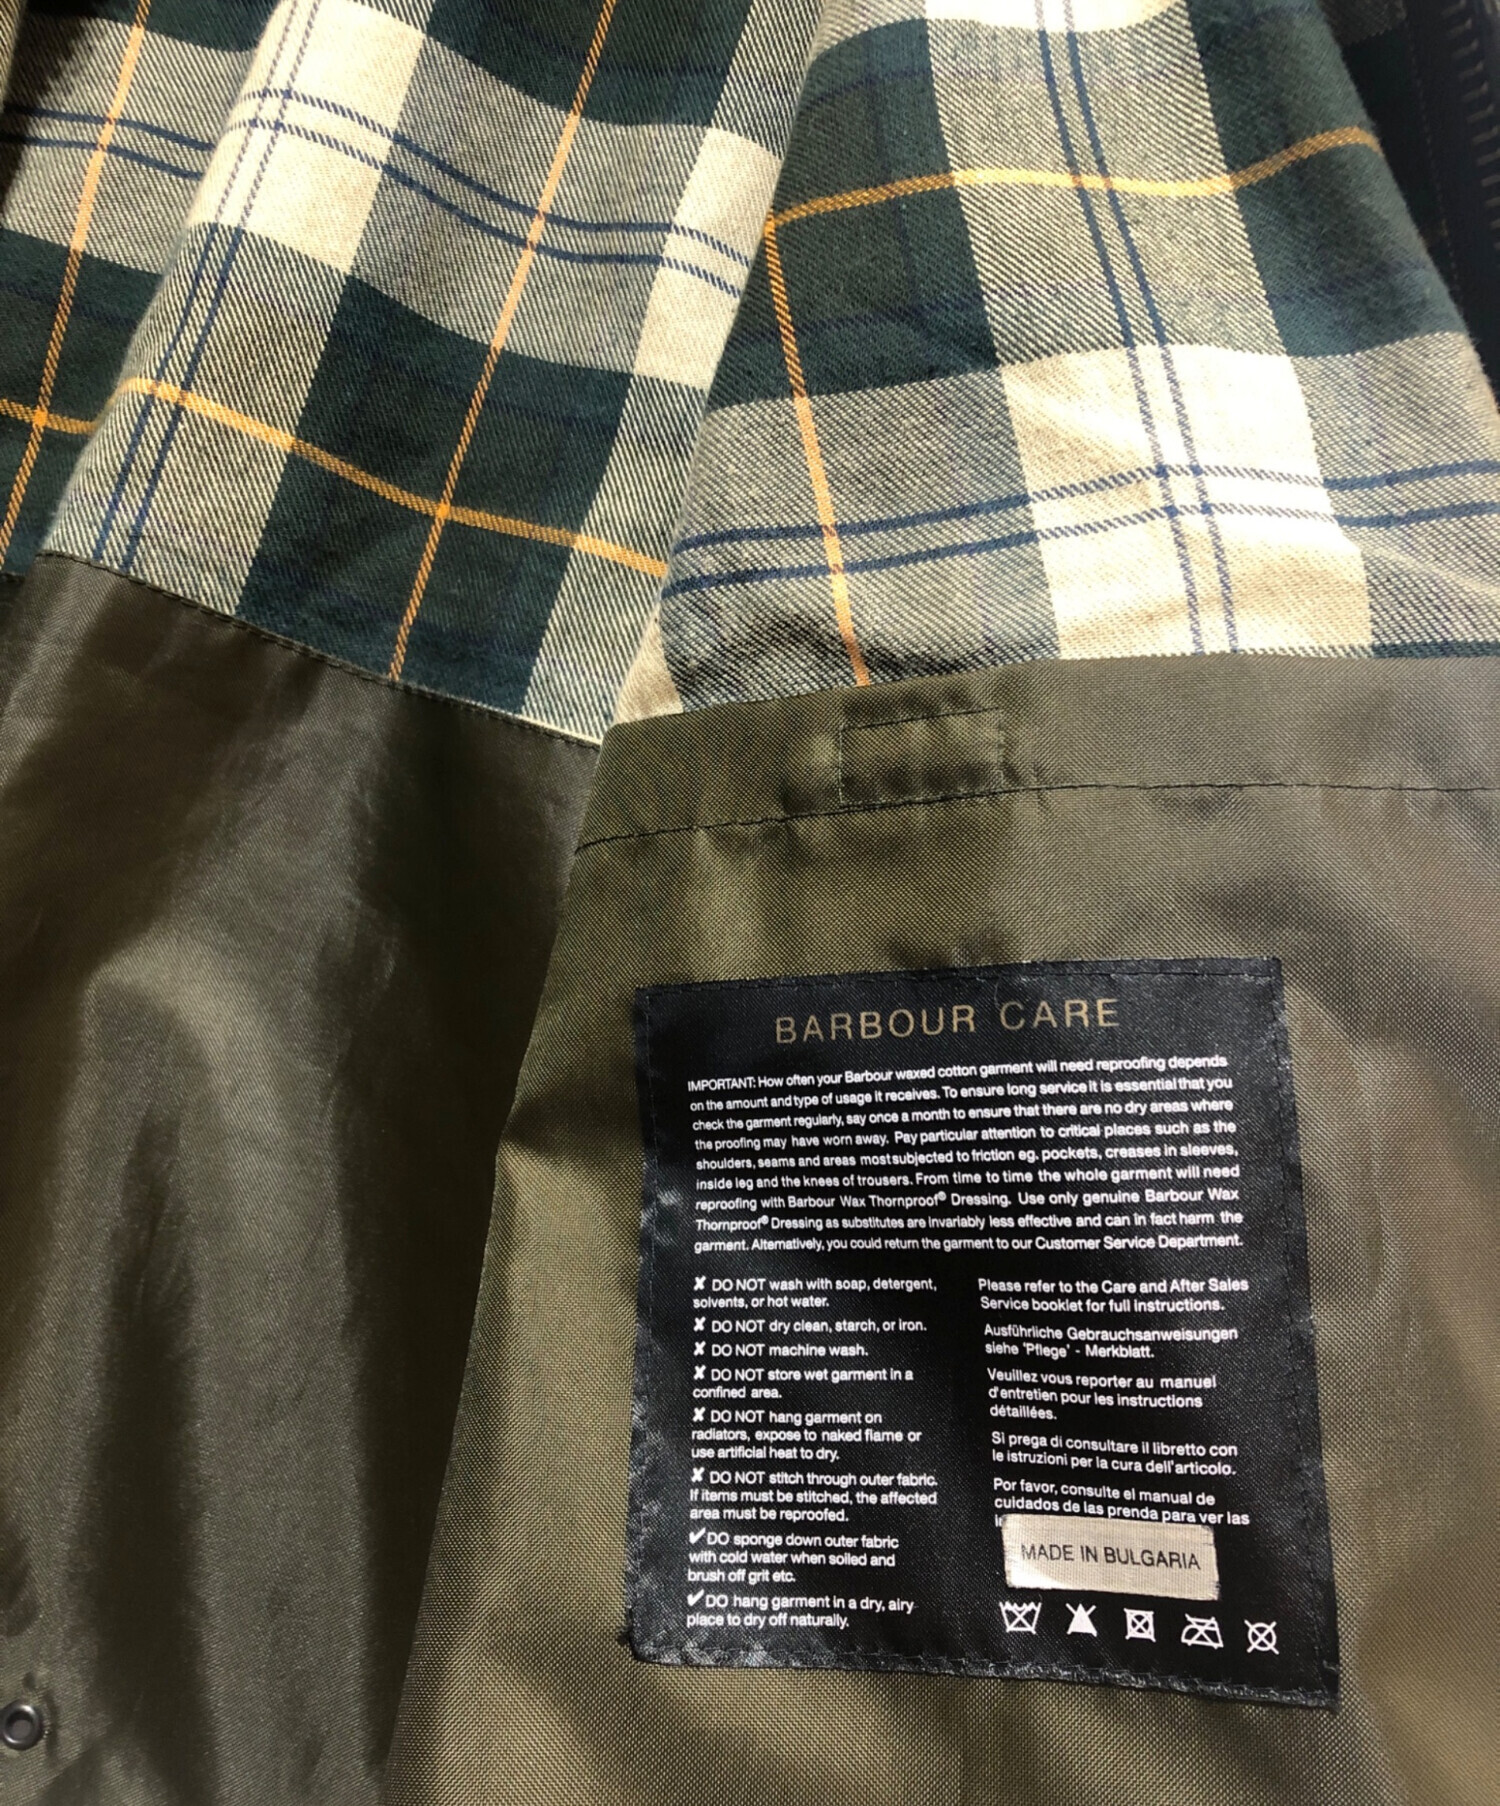 BARBOUR CARE
IMPORTANT: How often your Barbour waxed cotton garment will need reproofing depends
on the amount and type of usage it receives. To ensure long service it is essential that you
check the garment regularly, say once a month to ensure that there are no dry areas where
the proofing may have worn away. Pay particular attention to critical places such as the
shoulders, seams and areas most subjected to friction eg. pockets, creases in sleeves,
inside leg and the knees of trousers. From time to time the whole garment will need
reproofing with Barbour Wax Thornproof® Dressing. Use only genuine Barbour Wax
Thornproof® Dressing as substitutes are invariably less effective and can in fact harm the
garment. Alternatively, you could return the garment to our Customer Service Department.
✘ DO NOT wash with soap, detergent,
solvents, or hot water.
✘ DO NOT dry clean, starch, or iron.
✘ DO NOT machine wash.
✘ DO NOT store wet garment in a
confined area.
✘ DO NOT hang garment on
radiators, expose to naked flame or
use artificial heat to dry.
✘ DO NOT stitch through outer fabric.
If items must be stitched, the affected
area must be reproofed.
✔ DO sponge down outer fabric
with cold water when soiled and
brush off grit etc.
✔ DO hang garment in a dry, airy
place to dry off naturally.
Please refer to the Care and After Sales
Service booklet for full instructions.
Ausführliche Gebrauchsanweisungen
siehe 'Pflege' - Merkblatt.
Veuillez vous reporter au manuel
d'entretien pour les instructions
détaillées.
Si prega di consultare il libretto con
le istruzioni per la cura dell'articolo.
Por favor, consulte el manual de
cuidados de las prenda para ver las
MADE IN BULGARIA